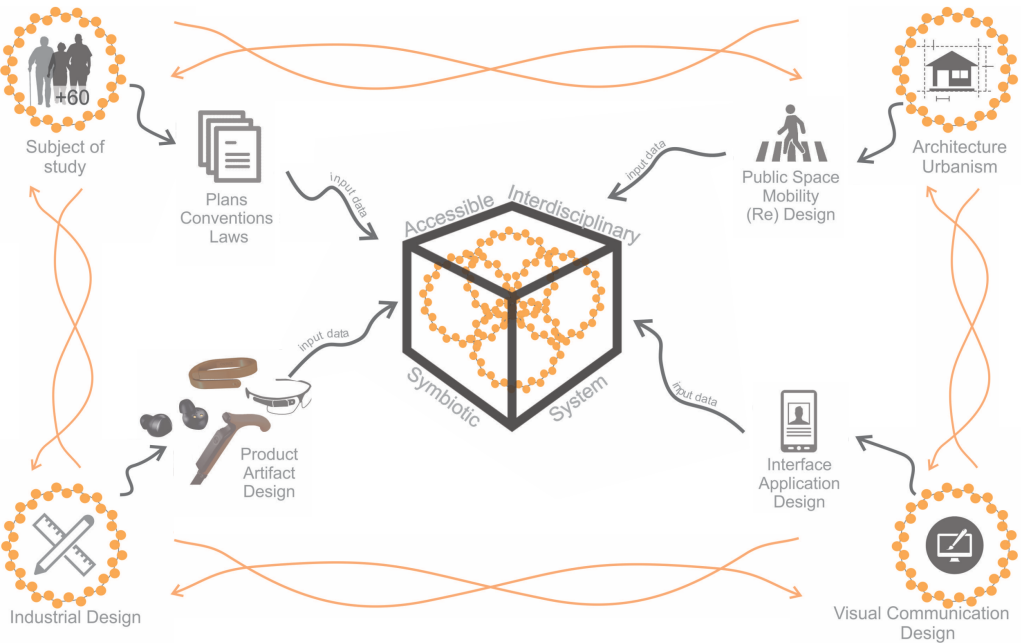 +60
Subject of
study
Plans
Conventions
Laws
input data
Accessible
Interdisciplinary
input data
Public Space
Mobility
(Re) Design
Architecture
Urbanism
input data
Symbiotic
System
input data
Product
Artifact
Design
Interface
Application
Design
Industrial Design
Visual Communication
Design